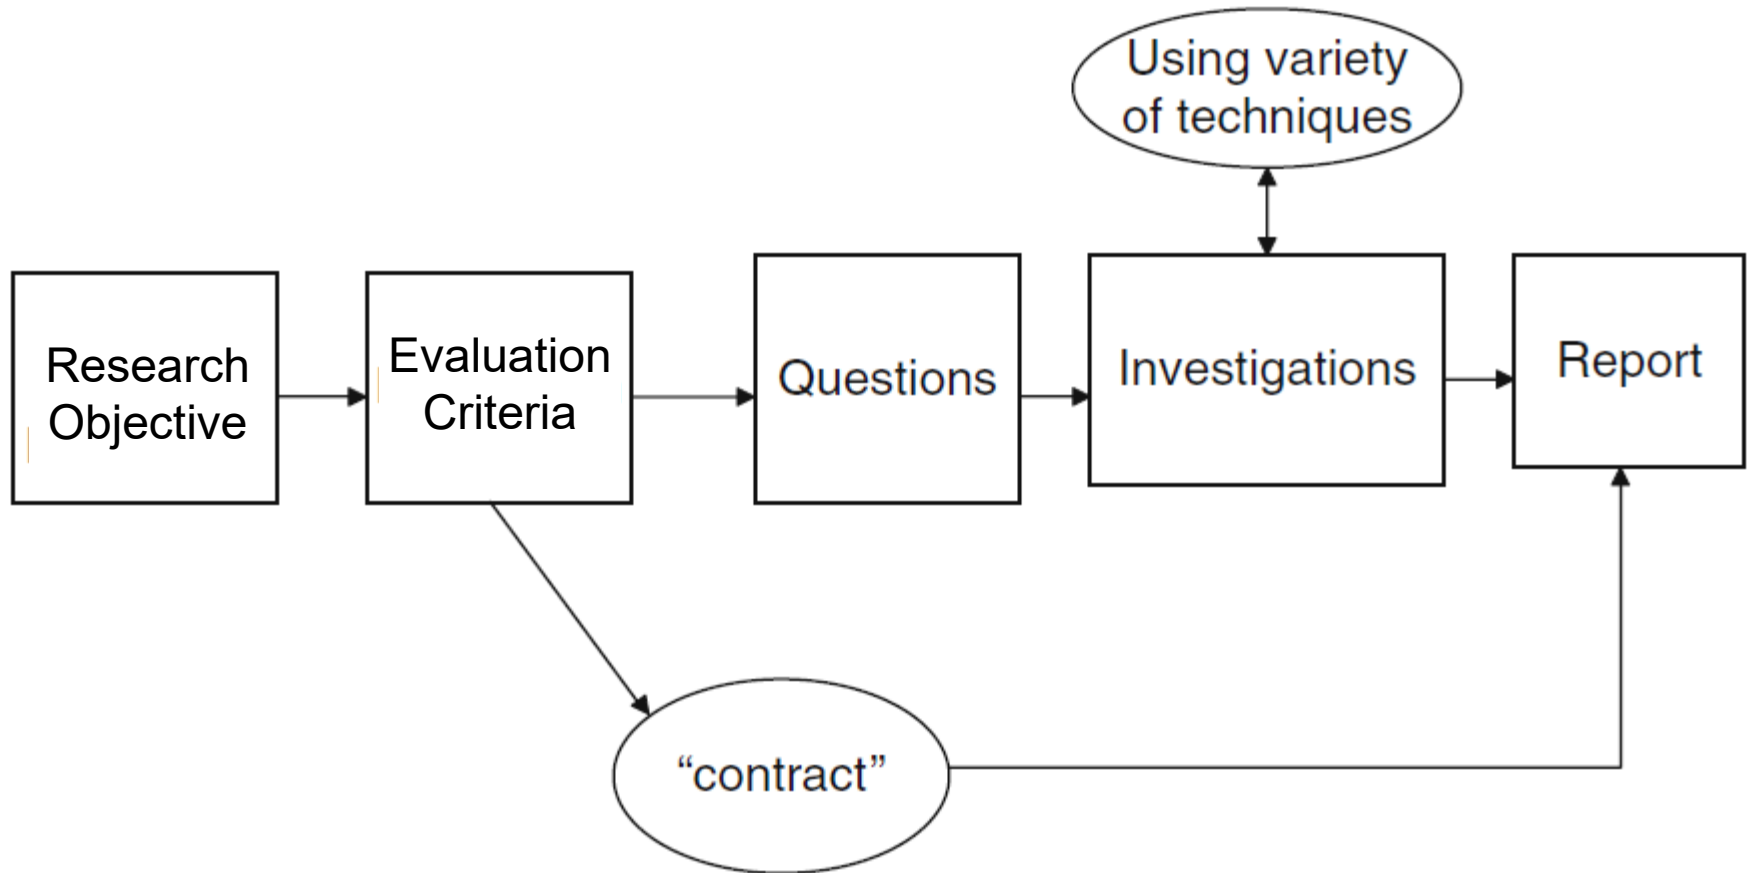 Using variety
of techniques
Research
Objective
Evaluation
Criteria
Questions
Investigations
Report
“contract”